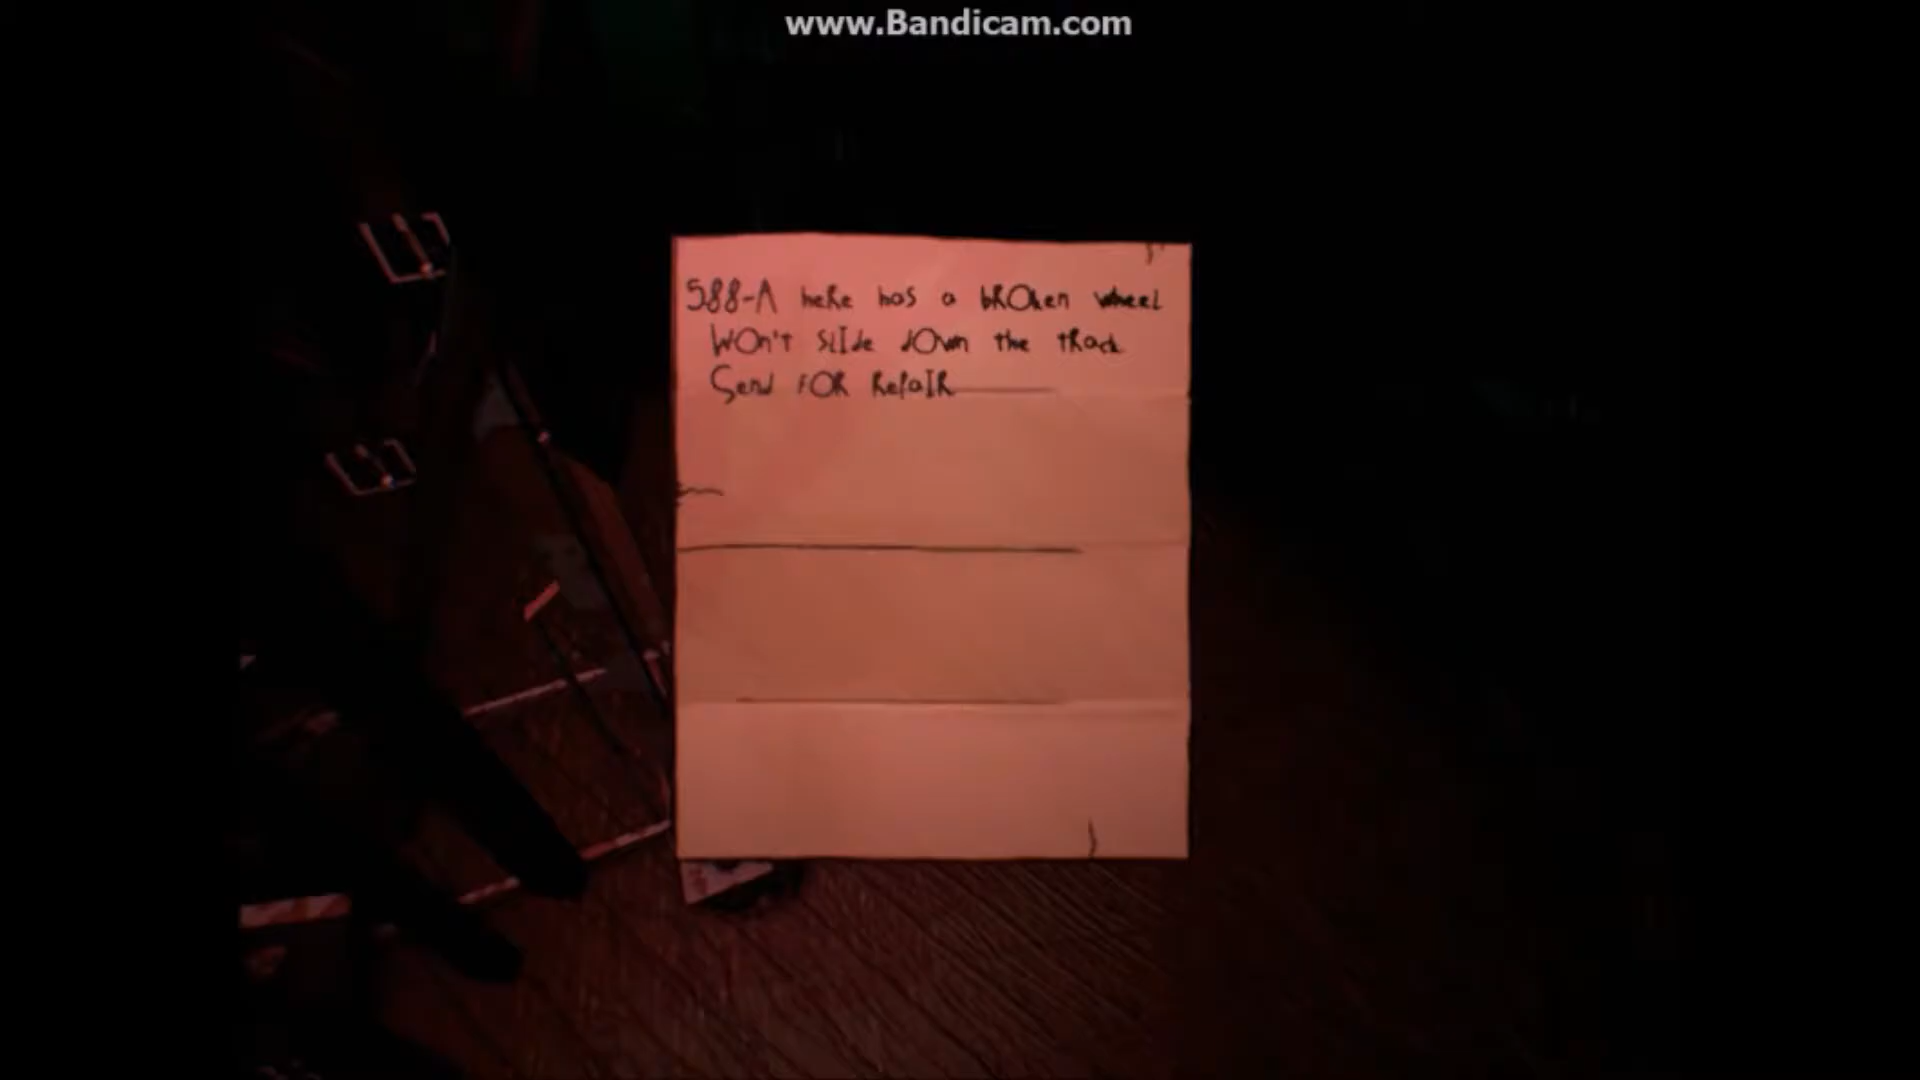 www.Bandicam.com
588-A heRe has a bROken wheel
WOn't SlIde dOwn the tRack
Send FOR RepaIR